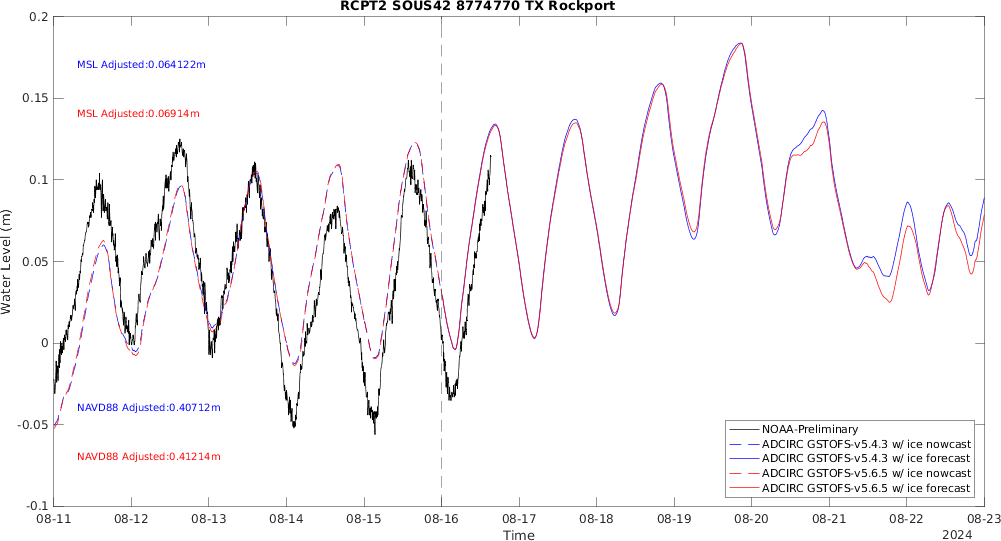 RCPT2 SOUS42 8774770 TX Rockport
0.2
MSL Adjusted:0.064122m
0.15
MSL Adjusted:0.06914m
0.1
Water Level (m)
0.05
0
NAVD88 Adjusted:0.40712m
-0.05
NAVD88 Adjusted:0.41214m
-0.1
NOAA-Preliminary
ADCIRC GSTOFS-v5.4.3 w/ ice nowcast
ADCIRC GSTOFS-v5.4.3 w/ ice forecast
ADCIRC GSTOFS-v5.6.5 w/ ice nowcast
ADCIRC GSTOFS-v5.6.5 w/ ice forecast
08-11 08-12 08-13 08-14 08-15 08-16 08-17 08-18 08-19 08-20 08-21 08-22 08-23
Time
2024